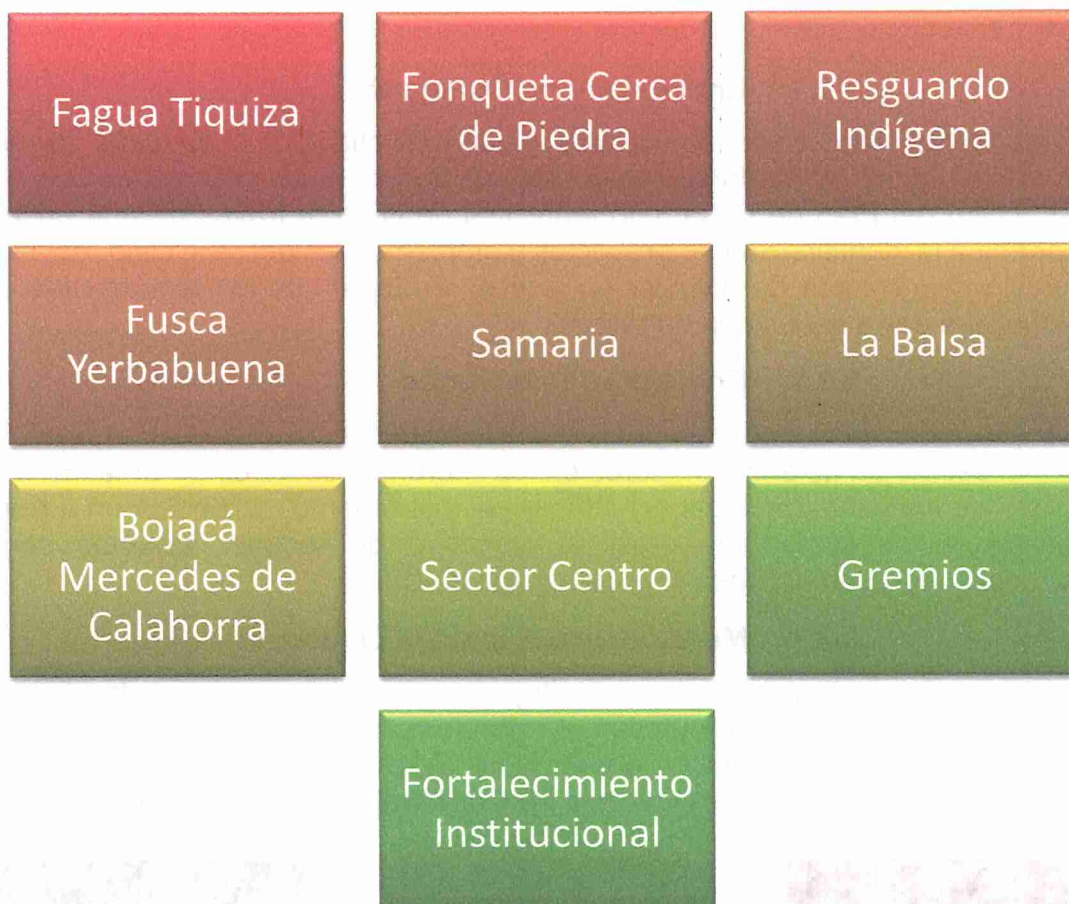 Fagua Tiquiza
Fonqueta Cerca
de Piedra
Resguardo
Indígena
Fusca
Yerbabuena
Samaria
La Balsa
Bojacá
Mercedes de
Calahorra
Sector Centro
Gremios
Fortalecimiento
Institucional